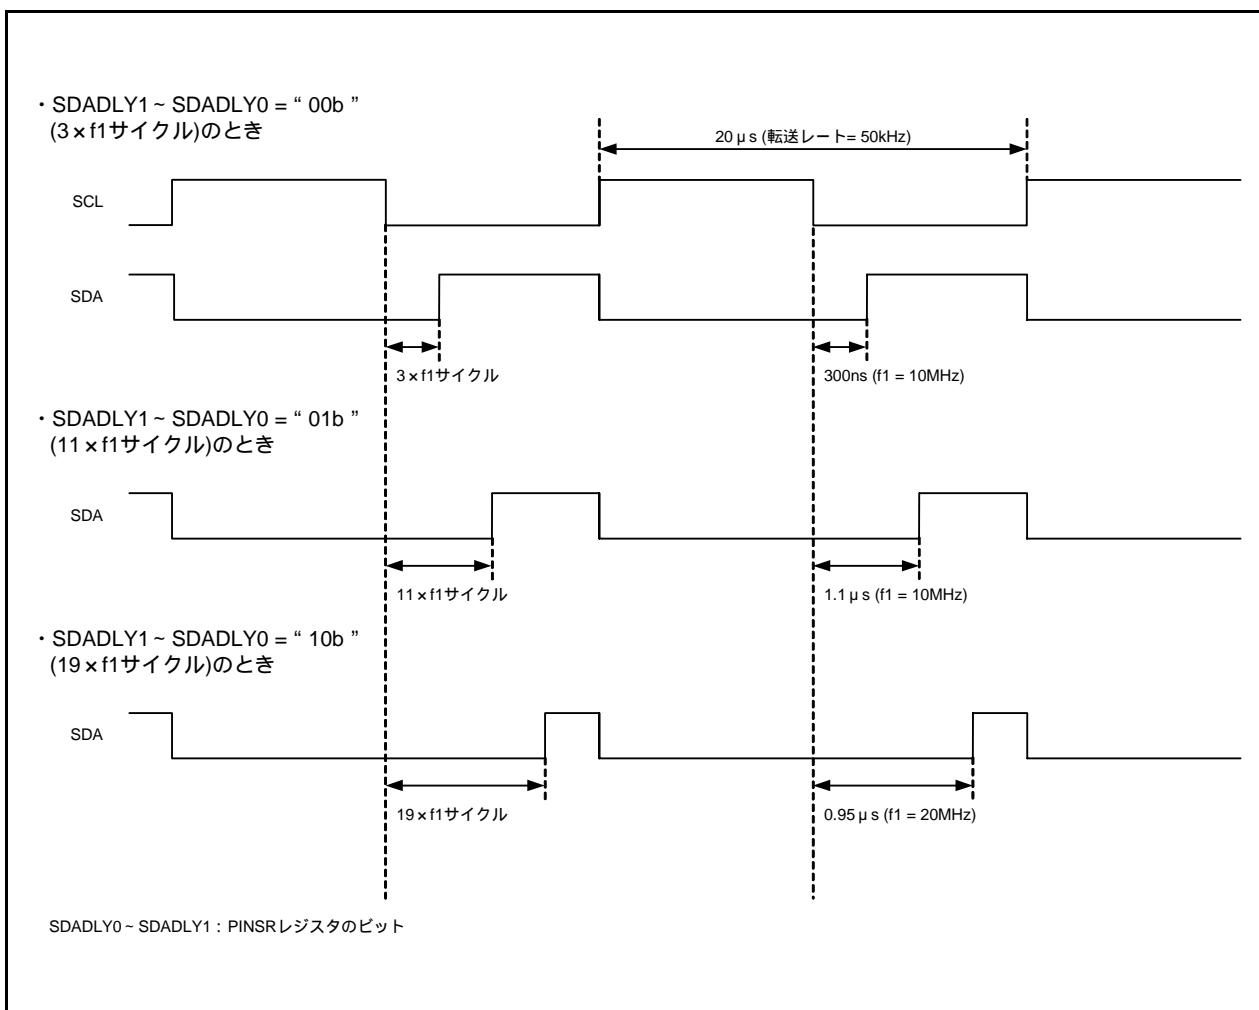 ・SDADLY1 ~ SDADLY0 = “ 00b ”
(3×f1サイクル)のとき
20 μ s (転送レート= 50kHz)
SCL
SDA
3×f1サイクル
300ns (f1 = 10MHz)
・SDADLY1 ~ SDADLY0 = “ 01b ”
(11×f1サイクル)のとき
SDA
11×f1サイクル
1.1 μ s (f1 = 10MHz)
・SDADLY1 ~ SDADLY0 = “ 10b ”
(19×f1サイクル)のとき
SDA
19×f1サイクル
0.95 μ s (f1 = 20MHz)
SDADLY0 ~ SDADLY1 : PINSRレジスタのビット